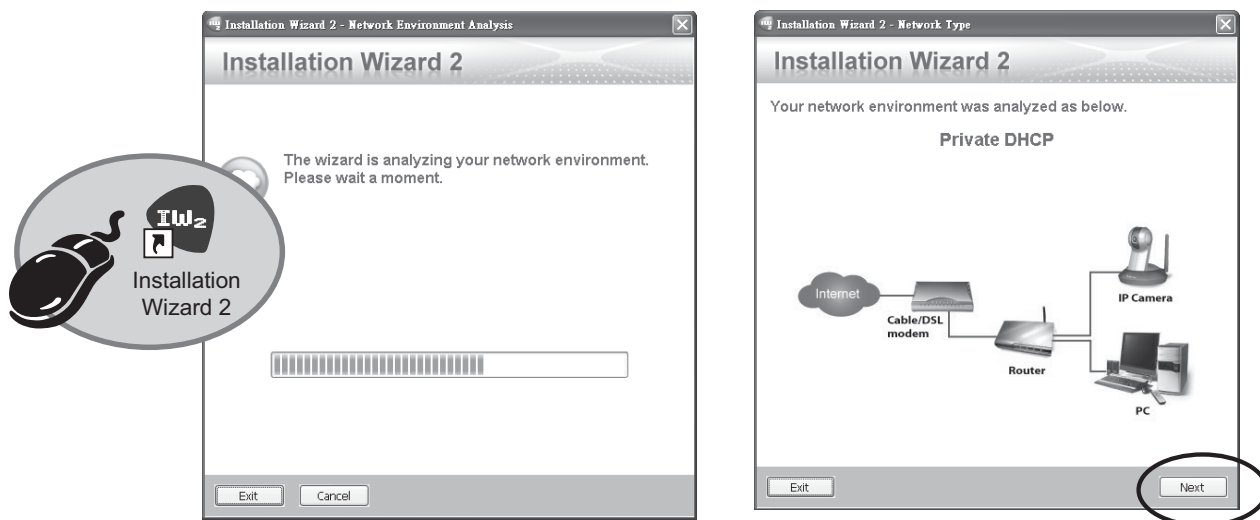 Installation Wizard 2 - Network Environment Analysis
Installation Wizard 2
The wizard is analyzing your network environment.
Please wait a moment.
Exit
Cancel
IW2
Installation
Wizard 2
Installation Wizard 2 - Network Type
Installation Wizard 2
Your network environment was analyzed as below.
Private DHCP
Internet
Cable/DSL
modem
Router
IP Camera
PC
Exit
Next